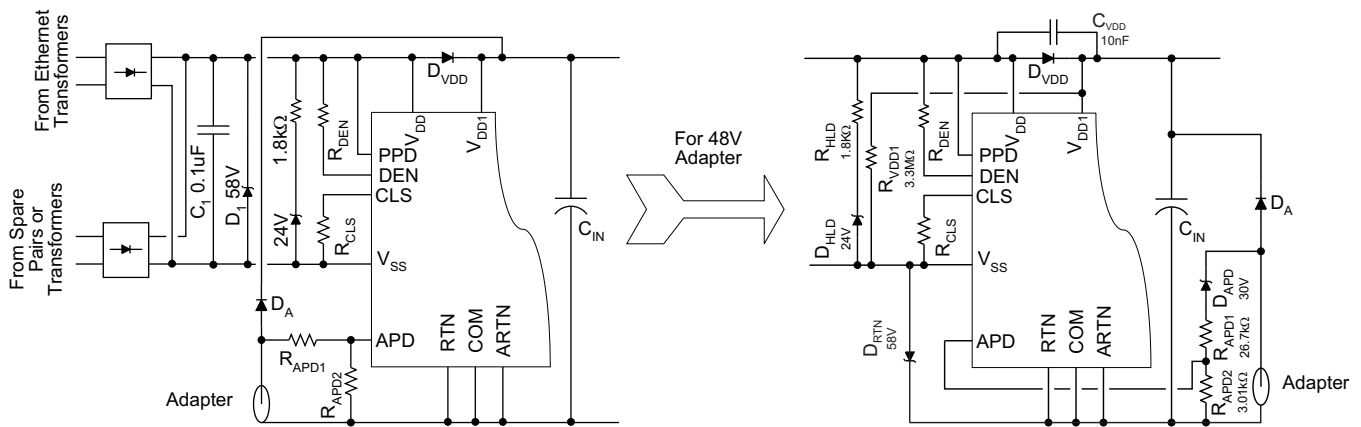 From Ethernet
Transformers
From Spare
Pairs or
Transformers
C1 0.1uF
D1 58V
1.8kΩ
24V
RDEN
RCLS
DVDD
VDD
VDD1
PPD
DEN
CLS
VSS
APD
RTN
COM
ARTN
CIN
DA
RAPD1
RAPD2
Adapter
For 48V
Adapter
CVDD
10nF
DVDD
RHLD
1.8KΩ
RVDD1
3.3MΩ
RDEN
DHLD
24V
RCLS
VDD
VDD1
PPD
DEN
CLS
VSS
APD
RTN
COM
ARTN
DRTN
58V
CIN
DA
DAPD
30V
RAPD1
26.7kΩ
RAPD2
3.01kΩ
Adapter